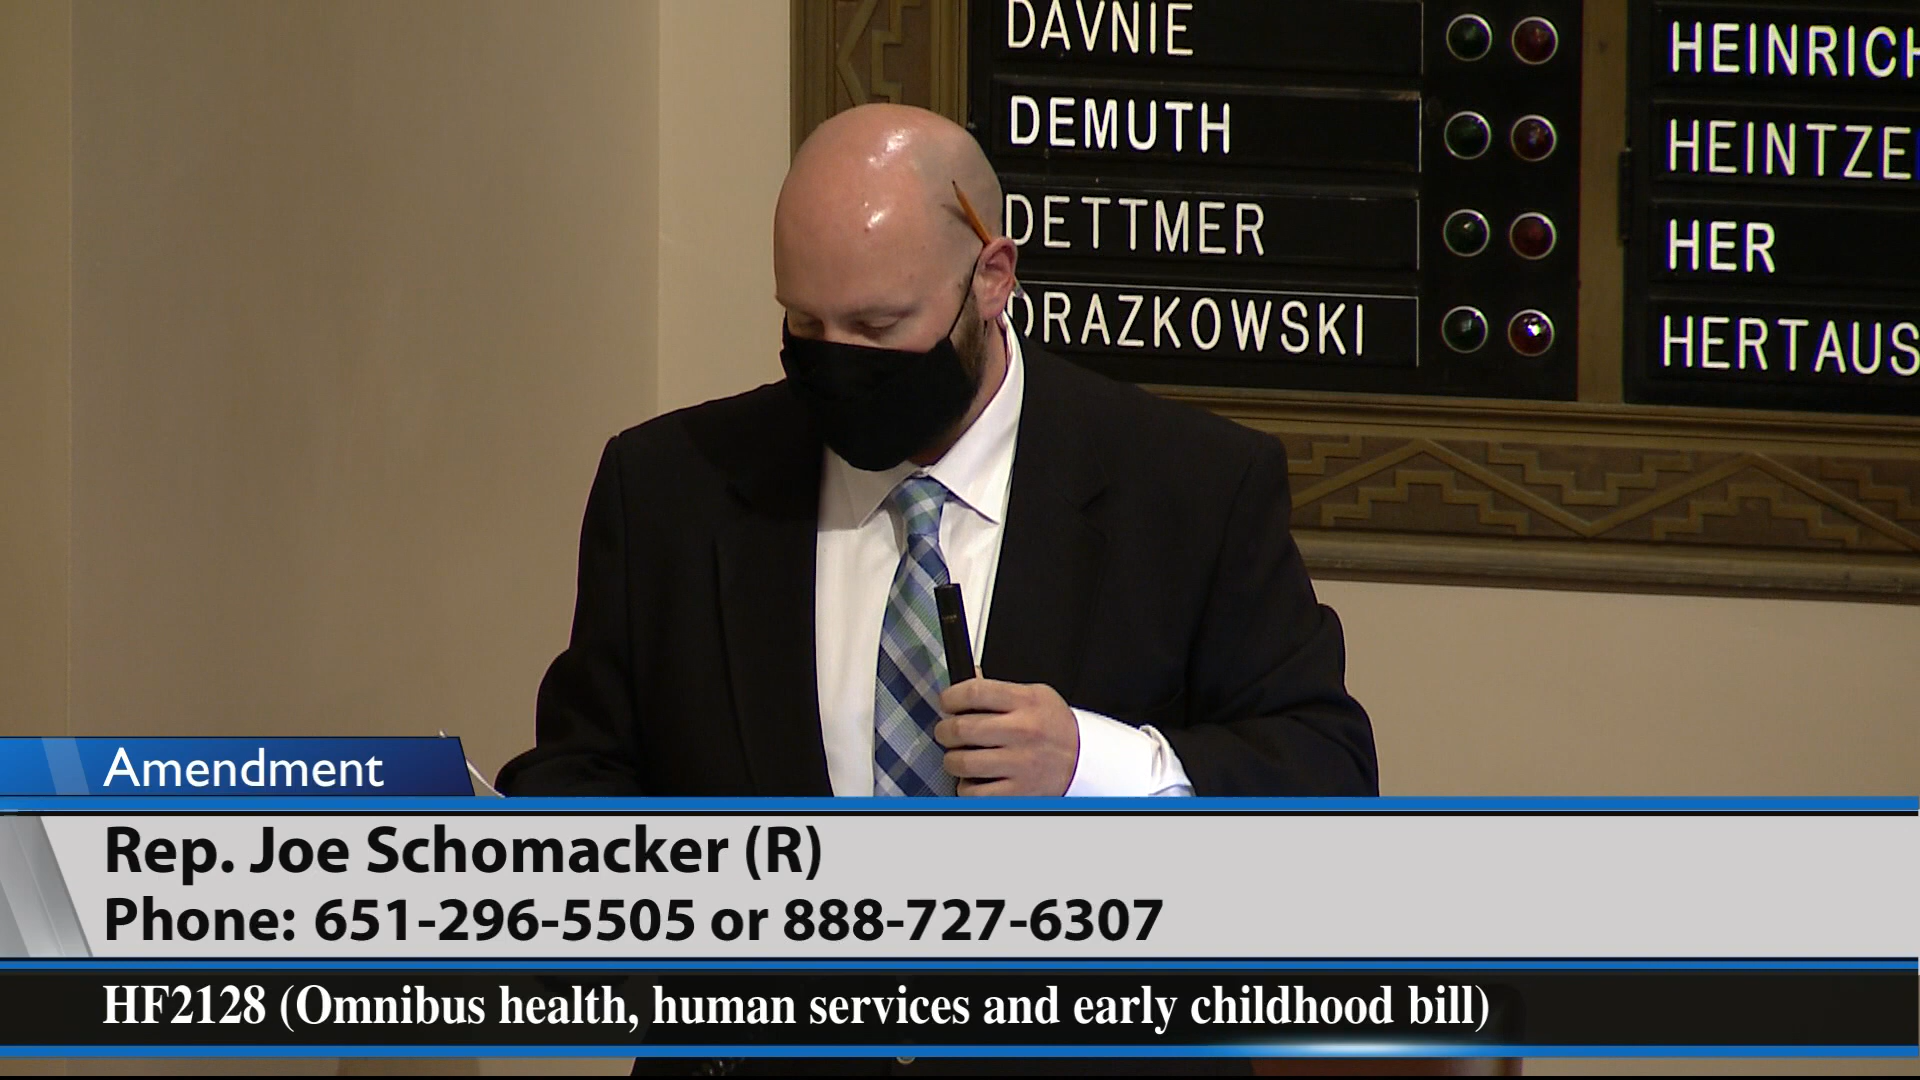 DAVNIE
DEMUTH
DETTMER
DRAZKOWSKI
HEINRICH
HEINTZE
HER
HERTAUS
Amendment
Rep. Joe Schomacker (R)
Phone: 651-296-5505 or 888-727-6307
HF2128 (Omnibus health, human services and early childhood bill)